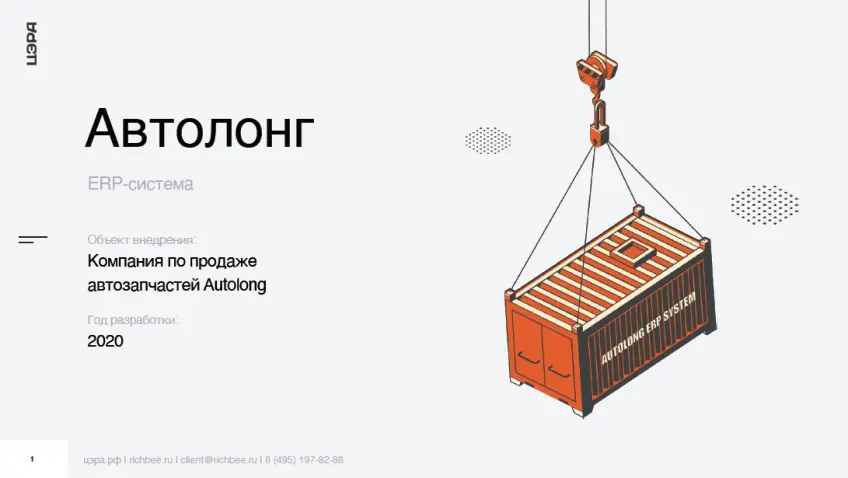 ЦЭРА
Автолонг
ERP-система
Объект внедрения:
Компания по продаже
автозапчастей Autolong
Год разработки:
2020
AUTOLONG ERP SYSTEM
1
цэра.рф I richbee.ru I client@richbee.ru I 8 (495) 197-82-88